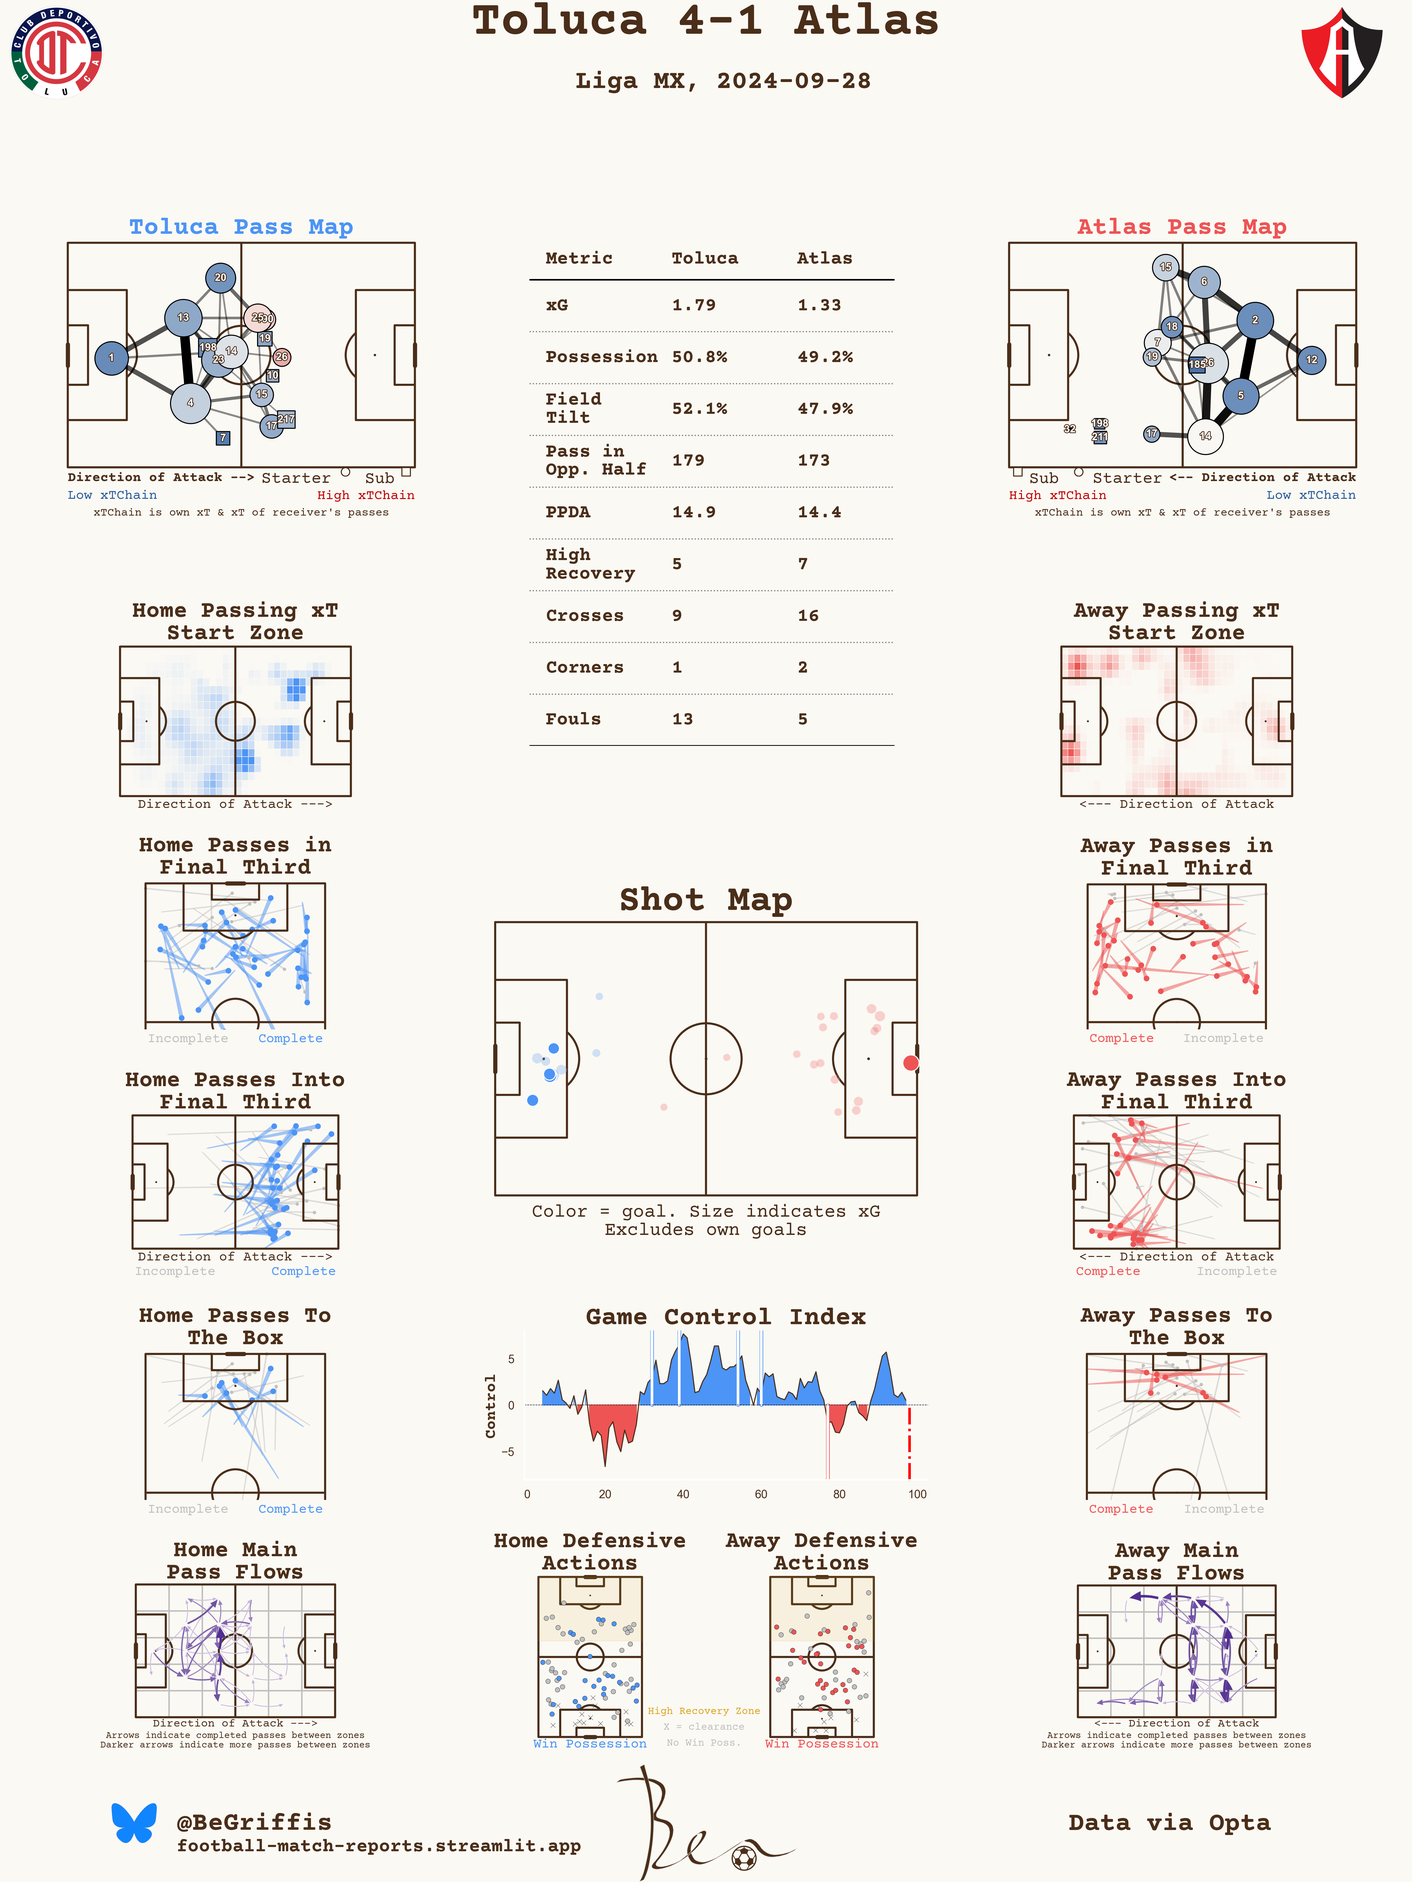 Toluca 4-1 Atlas
Liga MX, 2024-09-28
CLUB DEPORTIVO
TOLUCA
Toluca Pass Map
20
13
25
30
19
1
198
14
23
26
10
4
15
17
217
7
Direction of Attack --> Starter Sub
Low xTChain High xTChain
xTChain is own xT & xT of receiver's passes
Metric Toluca Atlas
xG 1.79 1.33
Possession 50.8% 49.2%
Field
Tilt 52.1% 47.9%
Pass in
Opp. Half 179 173
PPDA 14.9 14.4
High
Recovery 5 7
Crosses 9 16
Corners 1 2
Fouls 13 5
Atlas Pass Map
15
6
18
2
7
19
185
26
12
5
32
198
211
17
14
Sub Starter <-- Direction of Attack
High xTChain Low xTChain
xTChain is own xT & xT of receiver's passes
Home Passing xT
Start Zone
Direction of Attack --->
Away Passing xT
Start Zone
<--- Direction of Attack
Home Passes in
Final Third
Incomplete Complete
Away Passes in
Final Third
Complete Incomplete
Shot Map
Color = goal. Size indicates xG
Excludes own goals
Home Passes Into
Final Third
Direction of Attack --->
Incomplete Complete
Away Passes Into
Final Third
<--- Direction of Attack
Complete Incomplete
Home Passes To
The Box
Incomplete Complete
Game Control Index
Control
5
0
−5
0 20 40 60 80 100
Away Passes To
The Box
Complete Incomplete
Home Main
Pass Flows
Direction of Attack --->
Arrows indicate completed passes between zones
Darker arrows indicate more passes between zones
Home Defensive
Actions
Win Possession
Away Defensive
Actions
Win Possession
High Recovery Zone
X = clearance
No Win Poss.
Away Main
Pass Flows
<--- Direction of Attack
Arrows indicate completed passes between zones
Darker arrows indicate more passes between zones
@BeGriffis
football-match-reports.streamlit.app
Ben
Data via Opta